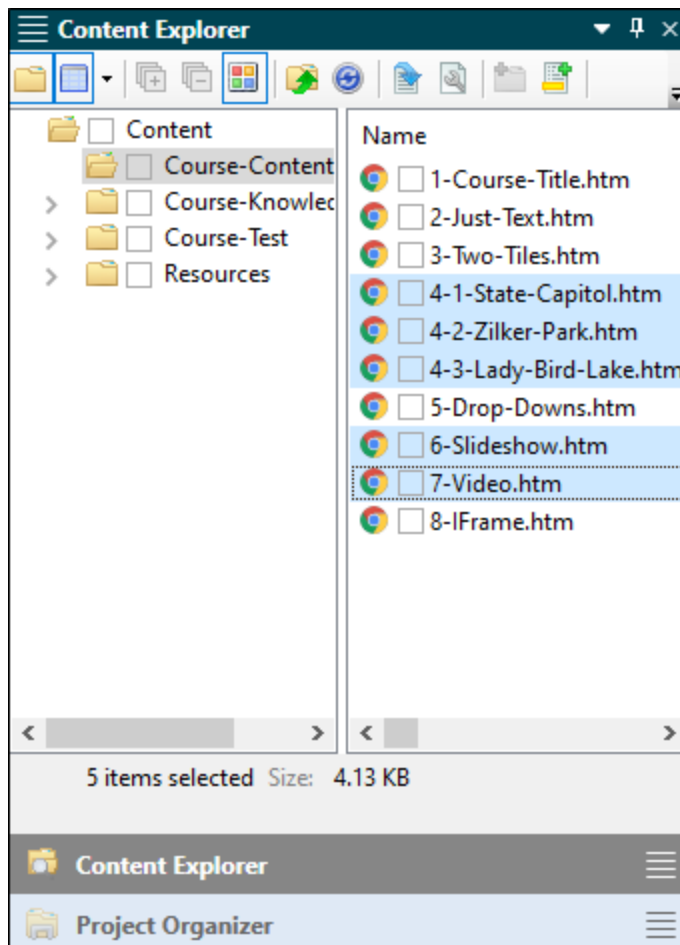 Content Explorer
Content
Course-Content
Course-Knowlec
Course-Test
Resources
Name
1-Course-Title.htm
2-Just-Text.htm
3-Two-Tiles.htm
4-1-State-Capitol.htm
4-2-Zilker-Park.htm
4-3-Lady-Bird-Lake.htm
5-Drop-Downs.htm
6-Slideshow.htm
7-Video.htm
8-IFrame.htm
5 items selected Size: 4.13 KB
Content Explorer
Project Organizer